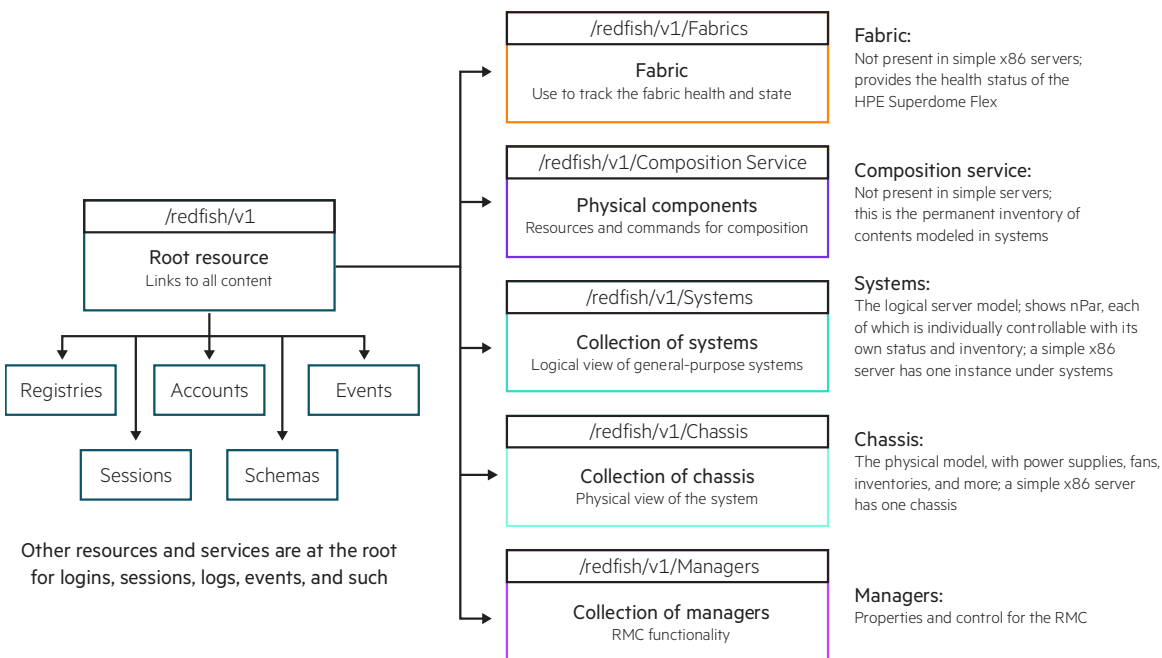 /redfish/v1
Root resource
Links to all content
Registries
Accounts
Events
Sessions
Schemas
Other resources and services are at the root
for logins, sessions, logs, events, and such
/redfish/v1/Fabrics
Fabric
Use to track the fabric health and state
/redfish/v1/Composition Service
Physical components
Resources and commands for composition
/redfish/v1/Systems
Collection of systems
Logical view of general-purpose systems
/redfish/v1/Chassis
Collection of chassis
Physical view of the system
/redfish/v1/Managers
Collection of managers
RMC functionality
Fabric:
Not present in simple x86 servers;
provides the health status of the
HPE Superdome Flex
Composition service:
Not present in simple servers;
this is the permanent inventory of
contents modeled in systems
Systems:
The logical server model; shows nPar, each
of which is individually controllable with its
own status and inventory; a simple x86
server has one instance under systems
Chassis:
The physical model, with power supplies, fans,
inventories, and more; a simple x86 server
has one chassis
Managers:
Properties and control for the RMC